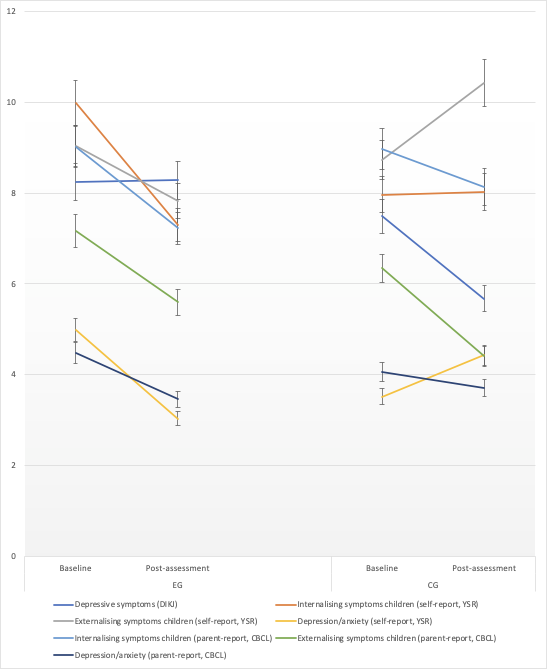 12
10
8
6
4
2
0
Baseline Post-assessment Baseline Post-assessment
EG CG
Depressive symptoms (DIKJ) Internalising symptoms children (self-report, YSR)
Externalising symptoms children (self-report, YSR) Depression/anxiety (self-report, YSR)
Internalising symptoms children (parent-report, CBCL) Externalising symptoms children (parent-report, CBCL)
Depression/anxiety (parent-report, CBCL)